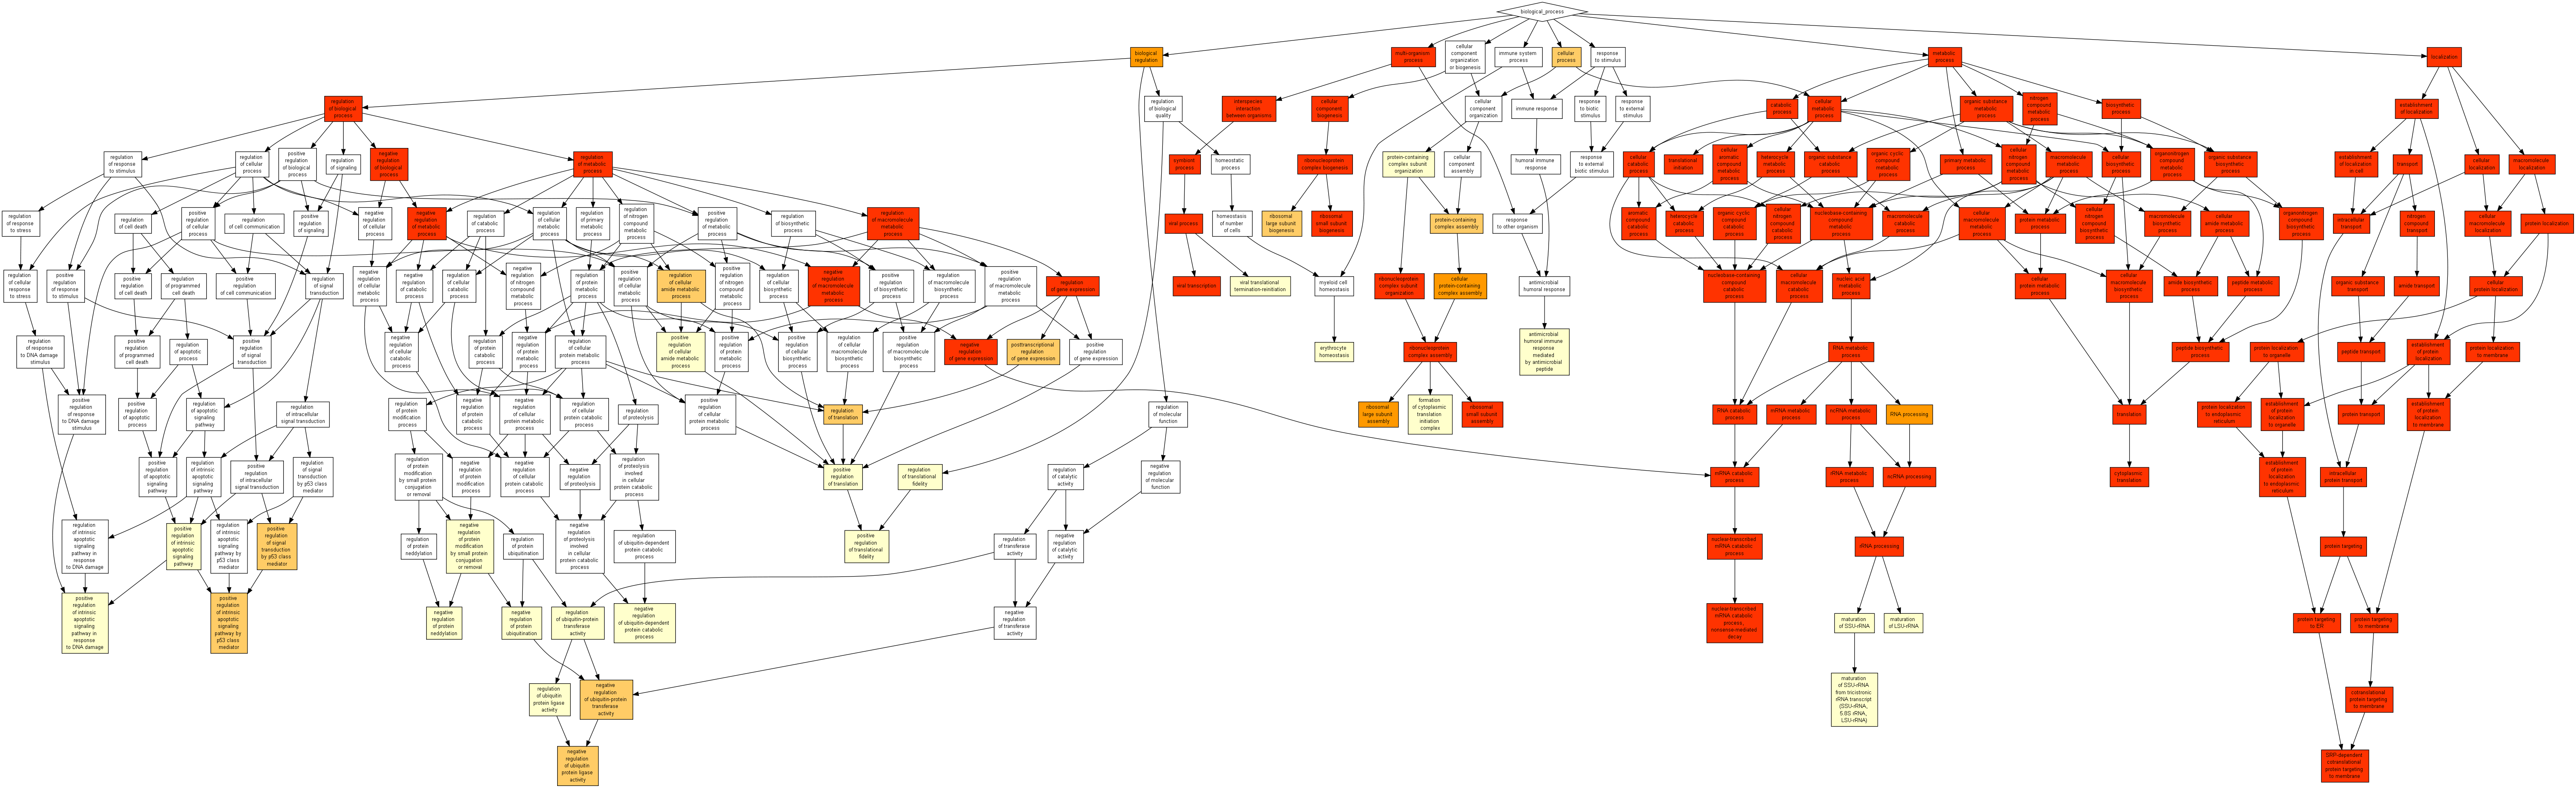 biological_process
biological
regulation
multi-organism
process
cellular
component
organization
or biogenesis
immune system
process
cellular
process
response
to stimulus
metabolic
process
localization
regulation
of biological
process
regulation
of biological
quality
interspecies
interaction
between organisms
cellular
component
biogenesis
cellular
component
organization
immune response
response
to biotic
stimulus
response
to external
stimulus
catabolic
process
cellular
metabolic
process
organic substance
metabolic
process
nitrogen
compound
metabolic
process
biosynthetic
process
establishment
of localization
regulation
of response
to stimulus
regulation
of cellular
process
positive
regulation
of biological
process
regulation
of signaling
negative
regulation
of biological
process
regulation
of metabolic
process
symbiont
process
homeostatic
process
ribonucleoprotein
complex biogenesis
protein-containing
complex subunit
organization
cellular
component
assembly
humoral immune
response
response
to external
biotic stimulus
cellular
catabolic
process
translational
initiation
cellular
aromatic
compound
metabolic
process
heterocycle
metabolic
process
organic substance
catabolic
process
organic cyclic
compound
metabolic
process
primary metabolic
process
cellular
nitrogen
compound
metabolic
process
macromolecule
metabolic
process
cellular
biosynthetic
process
organonitrogen
compound
metabolic
process
organic substance
biosynthetic
process
establishment
of localization
in cell
transport
cellular
localization
macromolecule
localization
regulation
of response
to stress
regulation
of cell death
positive
regulation
of cellular
process
regulation
of cell communication
positive
regulation
of signaling
negative
regulation
of cellular
process
negative
regulation
of metabolic
process
regulation
of catabolic
process
regulation
of cellular
metabolic
process
regulation
of primary
metabolic
process
regulation
of nitrogen
compound
metabolic
process
positive
regulation
of metabolic
process
regulation
of biosynthetic
process
regulation
of macromolecule
metabolic
process
viral process
homeostasis
of number
of cells
ribosomal
large subunit
biogenesis
ribosomal
small subunit
biogenesis
protein-containing
complex assembly
response
to other organism
aromatic
compound
catabolic
process
heterocycle
catabolic
process
organic cyclic
compound
catabolic
process
cellular
nitrogen
compound
catabolic
process
nucleobase-containing
compound
metabolic
process
macromolecule
catabolic
process
cellular
macromolecule
metabolic
process
protein metabolic
process
cellular
nitrogen
compound
biosynthetic
process
macromolecule
biosynthetic
process
cellular
amide metabolic
process
organonitrogen
compound
biosynthetic
process
intracellular
transport
nitrogen
compound
transport
cellular
macromolecule
localization
protein localization
regulation
of cellular
response
to stress
positive
regulation
of response
to stimulus
positive
regulation
of cell death
regulation
of programmed
cell death
positive
regulation
of cell communication
regulation
of signal
transduction
negative
regulation
of cellular
metabolic
process
negative
regulation
of catabolic
process
regulation
of cellular
catabolic
process
negative
regulation
of nitrogen
compound
metabolic
process
regulation
of protein
metabolic
process
positive
regulation
of cellular
metabolic
process
regulation
of cellular
amide metabolic
process
positive
regulation
of nitrogen
compound
metabolic
process
regulation
of cellular
biosynthetic
process
negative
regulation
of macromolecule
metabolic
process
positive
regulation
of biosynthetic
process
regulation
of macromolecule
biosynthetic
process
positive
regulation
of macromolecule
metabolic
process
regulation
of gene expression
viral transcription
viral translational
termination-reinitiation
myeloid cell
homeostasis
ribonucleoprotein
complex subunit
organization
cellular
protein-containing
complex assembly
antimicrobial
humoral response
nucleobase-containing
compound
catabolic
process
cellular
macromolecule
catabolic
process
nucleic acid
metabolic
process
cellular
protein metabolic
process
cellular
macromolecule
biosynthetic
process
amide biosynthetic
process
peptide metabolic
process
organic substance
transport
amide transport
cellular
protein localization
regulation
of response
to DNA damage
stimulus
positive
regulation
of programmed
cell death
regulation
of apoptotic
process
positive
regulation
of signal
transduction
negative
regulation
of cellular
catabolic
process
regulation
of protein
catabolic
process
negative
regulation
of protein
metabolic
process
regulation
of cellular
protein metabolic
process
positive
regulation
of cellular
amide metabolic
process
positive
regulation
of protein
metabolic
process
positive
regulation
of cellular
biosynthetic
process
regulation
of cellular
macromolecule
biosynthetic
process
positive
regulation
of macromolecule
biosynthetic
process
negative
regulation
of gene expression
posttranscriptional
regulation
of gene expression
positive
regulation
of gene expression
erythrocyte
homeostasis
ribonucleoprotein
complex assembly
antimicrobial
humoral immune
response
mediated
by antimicrobial
peptide
RNA metabolic
process
peptide biosynthetic
process
protein localization
to organelle
peptide transport
establishment
of protein
localization
protein localization
to membrane
positive
regulation
of response
to DNA damage
stimulus
positive
regulation
of apoptotic
process
regulation
of apoptotic
signaling
pathway
regulation
of intracellular
signal transduction
regulation
of protein
modification
process
negative
regulation
of protein
catabolic
process
negative
regulation
of cellular
protein metabolic
process
regulation
of cellular
protein catabolic
process
regulation
of proteolysis
positive
regulation
of cellular
protein metabolic
process
regulation
of translation
regulation
of molecular
function
ribosomal
large subunit
assembly
formation
of cytoplasmic
translation
initiation
complex
ribosomal
small subunit
assembly
RNA catabolic
process
mRNA metabolic
process
ncRNA metabolic
process
RNA processing
translation
protein localization
to endoplasmic
reticulum
establishment
of protein
localization
to organelle
protein transport
establishment
of protein
localization
to membrane
positive
regulation
of apoptotic
signaling
pathway
regulation
of intrinsic
apoptotic
signaling
pathway
positive
regulation
of intracellular
signal transduction
regulation
of signal
transduction
by p53 class
mediator
regulation
of protein
modification
by small protein
conjugation
or removal
negative
regulation
of protein
modification
process
negative
regulation
of cellular
protein catabolic
process
negative
regulation
of proteolysis
regulation
of proteolysis
involved
in cellular
protein catabolic
process
positive
regulation
of translation
regulation
of translational
fidelity
regulation
of catalytic
activity
negative
regulation
of molecular
function
mRNA catabolic
process
rRNA metabolic
process
ncRNA processing
cytoplasmic
translation
establishment
of protein
localization
to endoplasmic
reticulum
intracellular
protein transport
regulation
of intrinsic
apoptotic
signaling
pathway in
response
to DNA damage
positive
regulation
of intrinsic
apoptotic
signaling
pathway
regulation
of intrinsic
apoptotic
signaling
pathway by
p53 class
mediator
positive
regulation
of signal
transduction
by p53 class
mediator
regulation
of protein
neddylation
negative
regulation
of protein
modification
by small protein
conjugation
or removal
regulation
of protein
ubiquitination
negative
regulation
of proteolysis
involved
in cellular
protein catabolic
process
regulation
of ubiquitin-dependent
protein catabolic
process
positive
regulation
of translational
fidelity
regulation
of transferase
activity
negative
regulation
of catalytic
activity
nuclear-transcribed
mRNA catabolic
process
rRNA processing
protein targeting
positive
regulation
of intrinsic
apoptotic
signaling
pathway in
response
to DNA damage
positive
regulation
of intrinsic
apoptotic
signaling
pathway by
p53 class
mediator
negative
regulation
of protein
neddylation
negative
regulation
of protein
ubiquitination
regulation
of ubiquitin-protein
transferase
activity
negative
regulation
of ubiquitin-dependent
protein catabolic
process
negative
regulation
of transferase
activity
nuclear-transcribed
mRNA catabolic
process,
nonsense-mediated
decay
maturation
of SSU-rRNA
maturation
of LSU-rRNA
protein targeting
to ER
protein targeting
to membrane
regulation
of ubiquitin
protein ligase
activity
negative
regulation
of ubiquitin-protein
transferase
activity
maturation
of SSU-rRNA
from tricistronic
rRNA transcript
(SSU-rRNA,
5.8S rRNA,
LSU-rRNA)
cotranslational
protein targeting
to membrane
negative
regulation
of ubiquitin
protein ligase
activity
SRP-dependent
cotranslational
protein targeting
to membrane